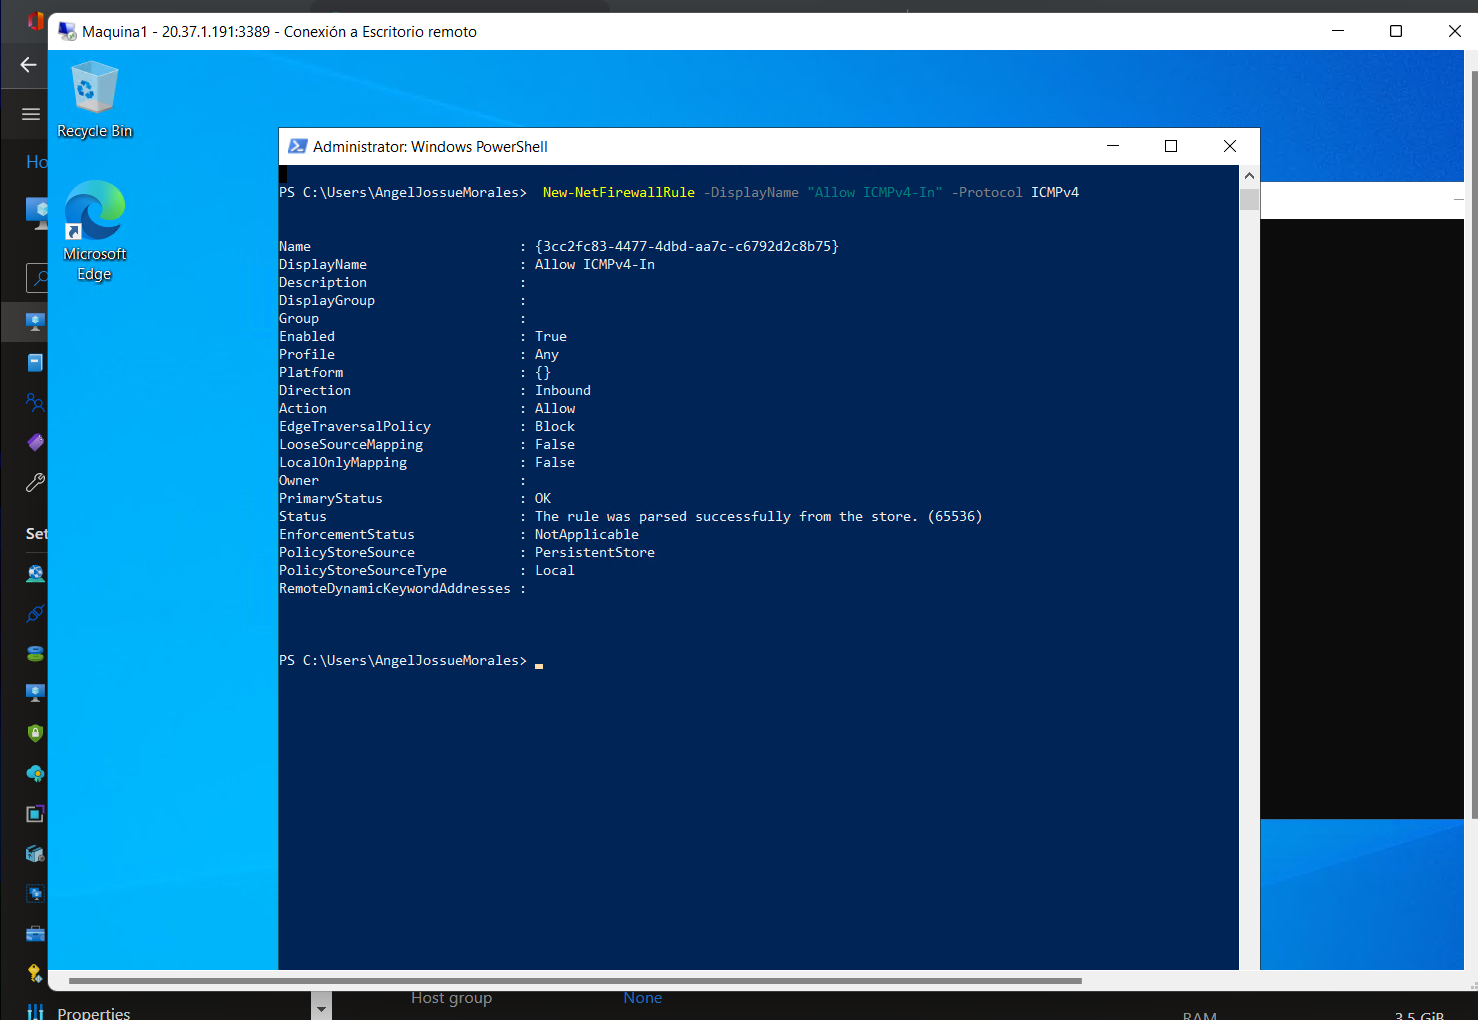 Maquina1 - 20.37.1.191:3389 - Conexión a Escritorio remoto
Recycle Bin
Microsoft
Edge
Administrator: Windows PowerShell
PS C:\Users\AngelJossueMorales>  New-NetFirewallRule -DisplayName "Allow ICMPv4-In" -Protocol ICMPv4
Name : {3cc2fc83-4477-4dbd-aa7c-c6792d2c8b75}
DisplayName : Allow ICMPv4-In
Description :
DisplayGroup :
Group :
Enabled : True
Profile : Any
Platform : {}
Direction : Inbound
Action : Allow
EdgeTraversalPolicy : Block
LooseSourceMapping : False
LocalOnlyMapping : False
Owner :
PrimaryStatus : OK
Status : The rule was parsed successfully from the store. (65536)
EnforcementStatus : NotApplicable
PolicyStoreSource : PersistentStore
PolicyStoreSourceType : Local
RemoteDynamicKeywordAddresses :
PS C:\Users\AngelJossueMorales>
Ho
Set
Properties
Host group
None
RAM
3.5 GiB